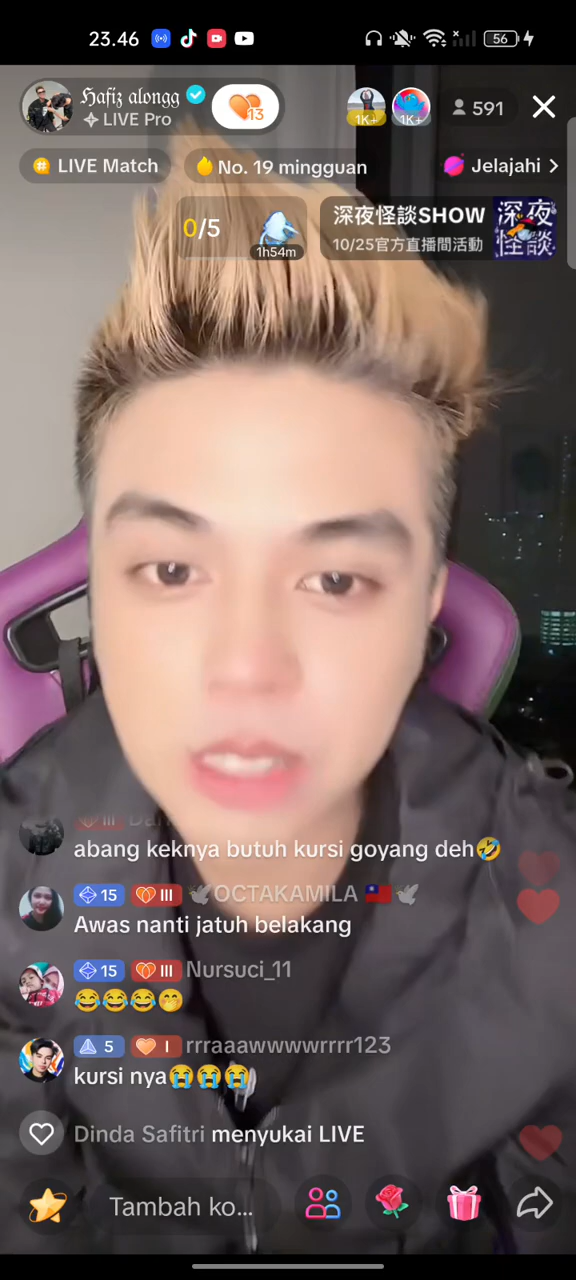 23.46
56
𝔥afiz alongg
LIVE Pro
13
1K+
1K+
591
LIVE Match
No. 19 mingguan
Jelajahi
0/5
1h54m
深夜怪談SHOW
10/25官方直播間活動
深夜
怪談
III
abang keknya butuh kursi goyang deh🤣
15 III 🕊OCTAKAMILA 🇹🇼 🕊
Awas nanti jatuh belakang
15 III Nursuci_11
😂😂😂🤭
5 I rrraaawwwwrrrr123
kursi nya😭😭😭
Dinda Safitri menyukai LIVE
Tambah ko...